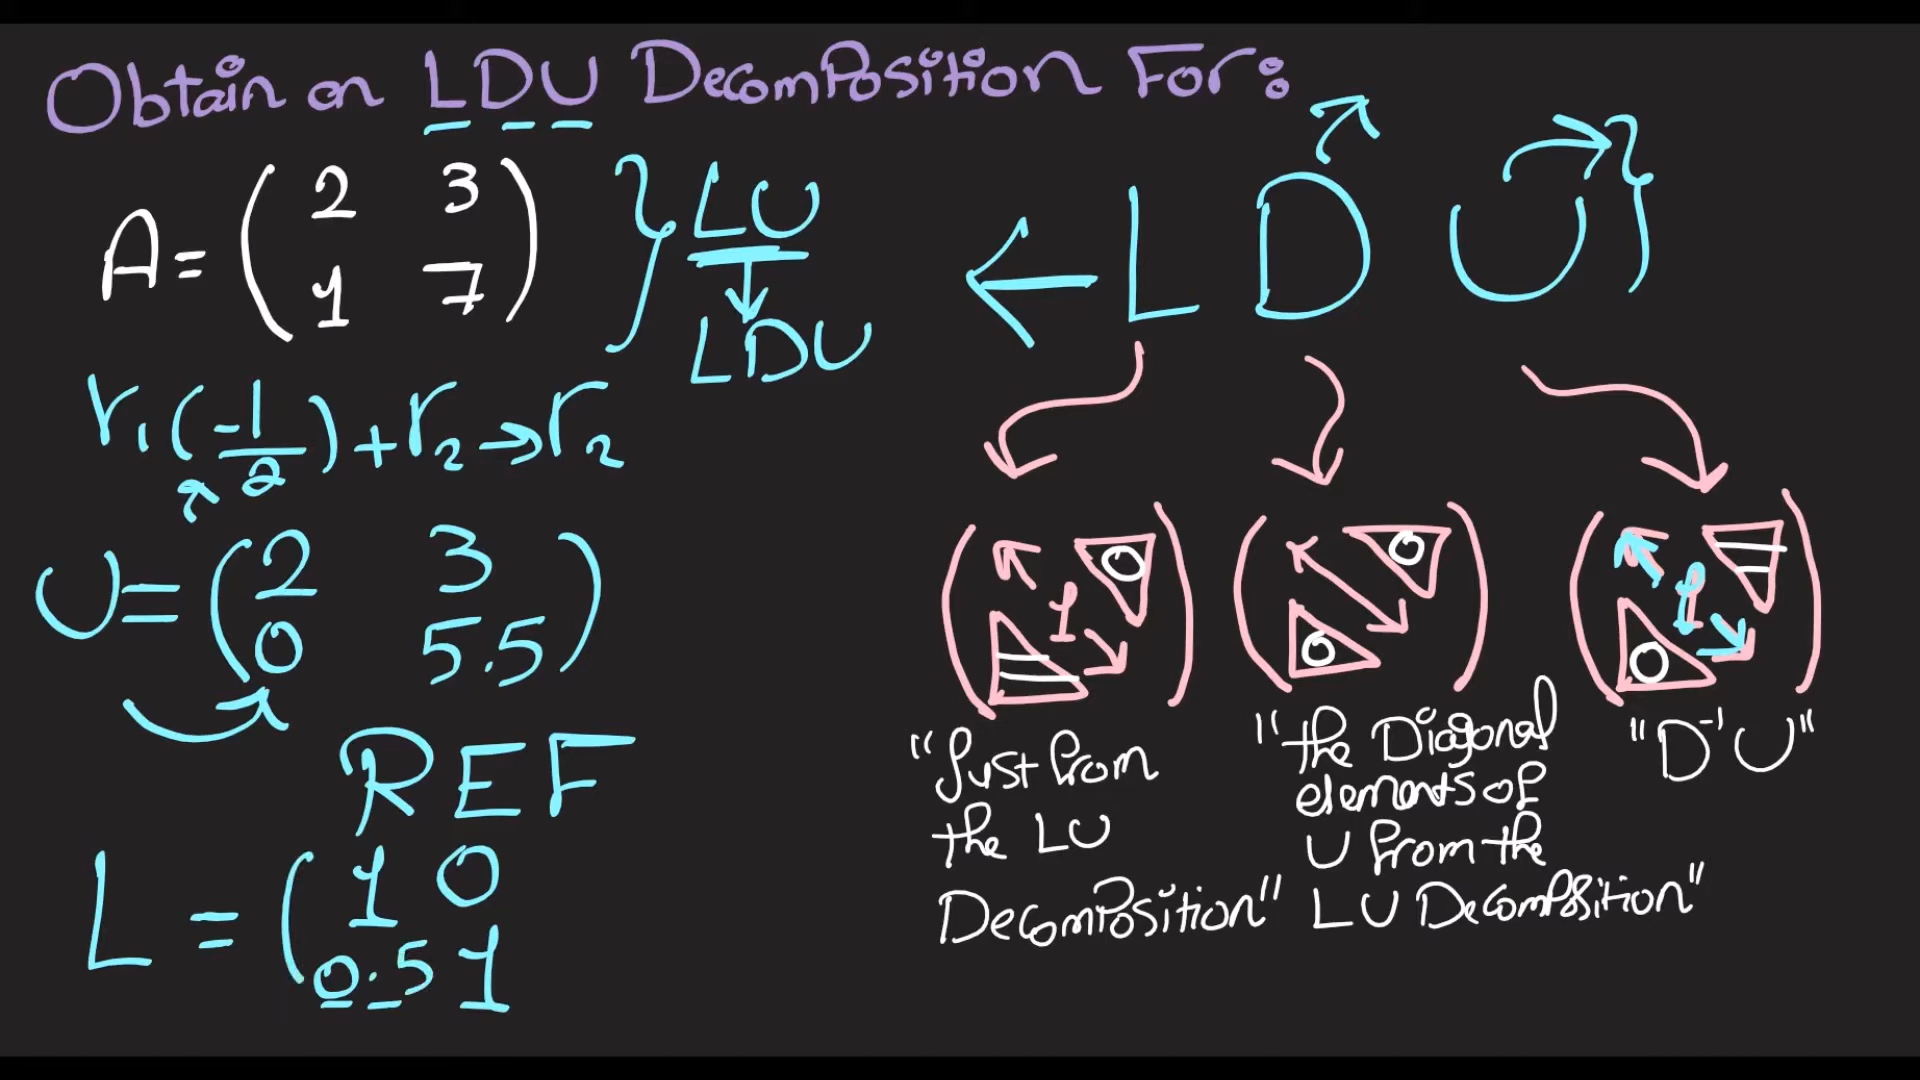 Obtain an LDU Decomposition For:
A = ( 2 3
1 7 ) } LU
LDU
← L D U }
r₁(-1/2) + r₂ → r₂
U = ( 2 3
0 5.5 )
REF
L = ( 1 0
0.5 1
( 1 0 )
( 0 0 )
( 1 0 )
"Just from
the LU
Decomposition"
"the Diagonal
elements of
U from the
LU Decomposition"
"D⁻¹U"